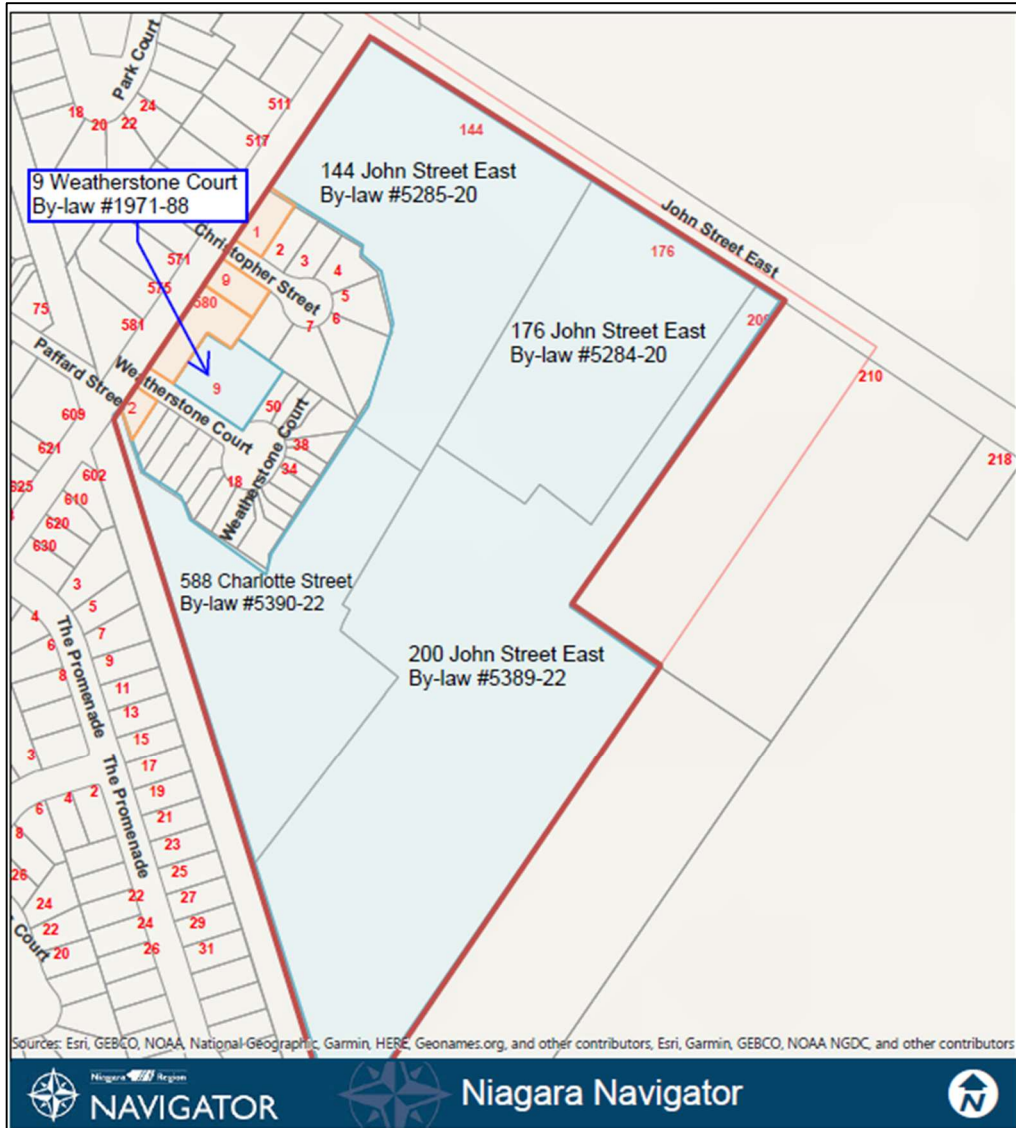 Park Court
511
24
18
20
22
517
144
144 John Street East
By-law #5285-20
9 Weatherstone Court
By-law #1971-88
John Street East
176
Christopher Street
1
2
3
4
5
6
7
9
571
575
580
581
75
176 John Street East
By-law #5284-20
210
218
Paffard Street
Weatherstone Court
9
2
50
38
34
18
Weatherstone Court
609
621
625
602
610
620
630
588 Charlotte Street
By-law #5390-22
200 John Street East
By-law #5389-22
3
5
7
9
11
13
15
17
19
21
23
25
27
29
31
4
6
8
The Promenade
3
6
4
2
8
The Promenade
26
24
22
20
Court
22
24
26
Sources: Esri, GEBCO, NOAA, National Geographic, Garmin, HERE, Geonames.org, and other contributors, Esri, Garmin, GEBCO, NOAA NGDC, and other contributors
Niagara Region
NAVIGATOR
Niagara Navigator
N